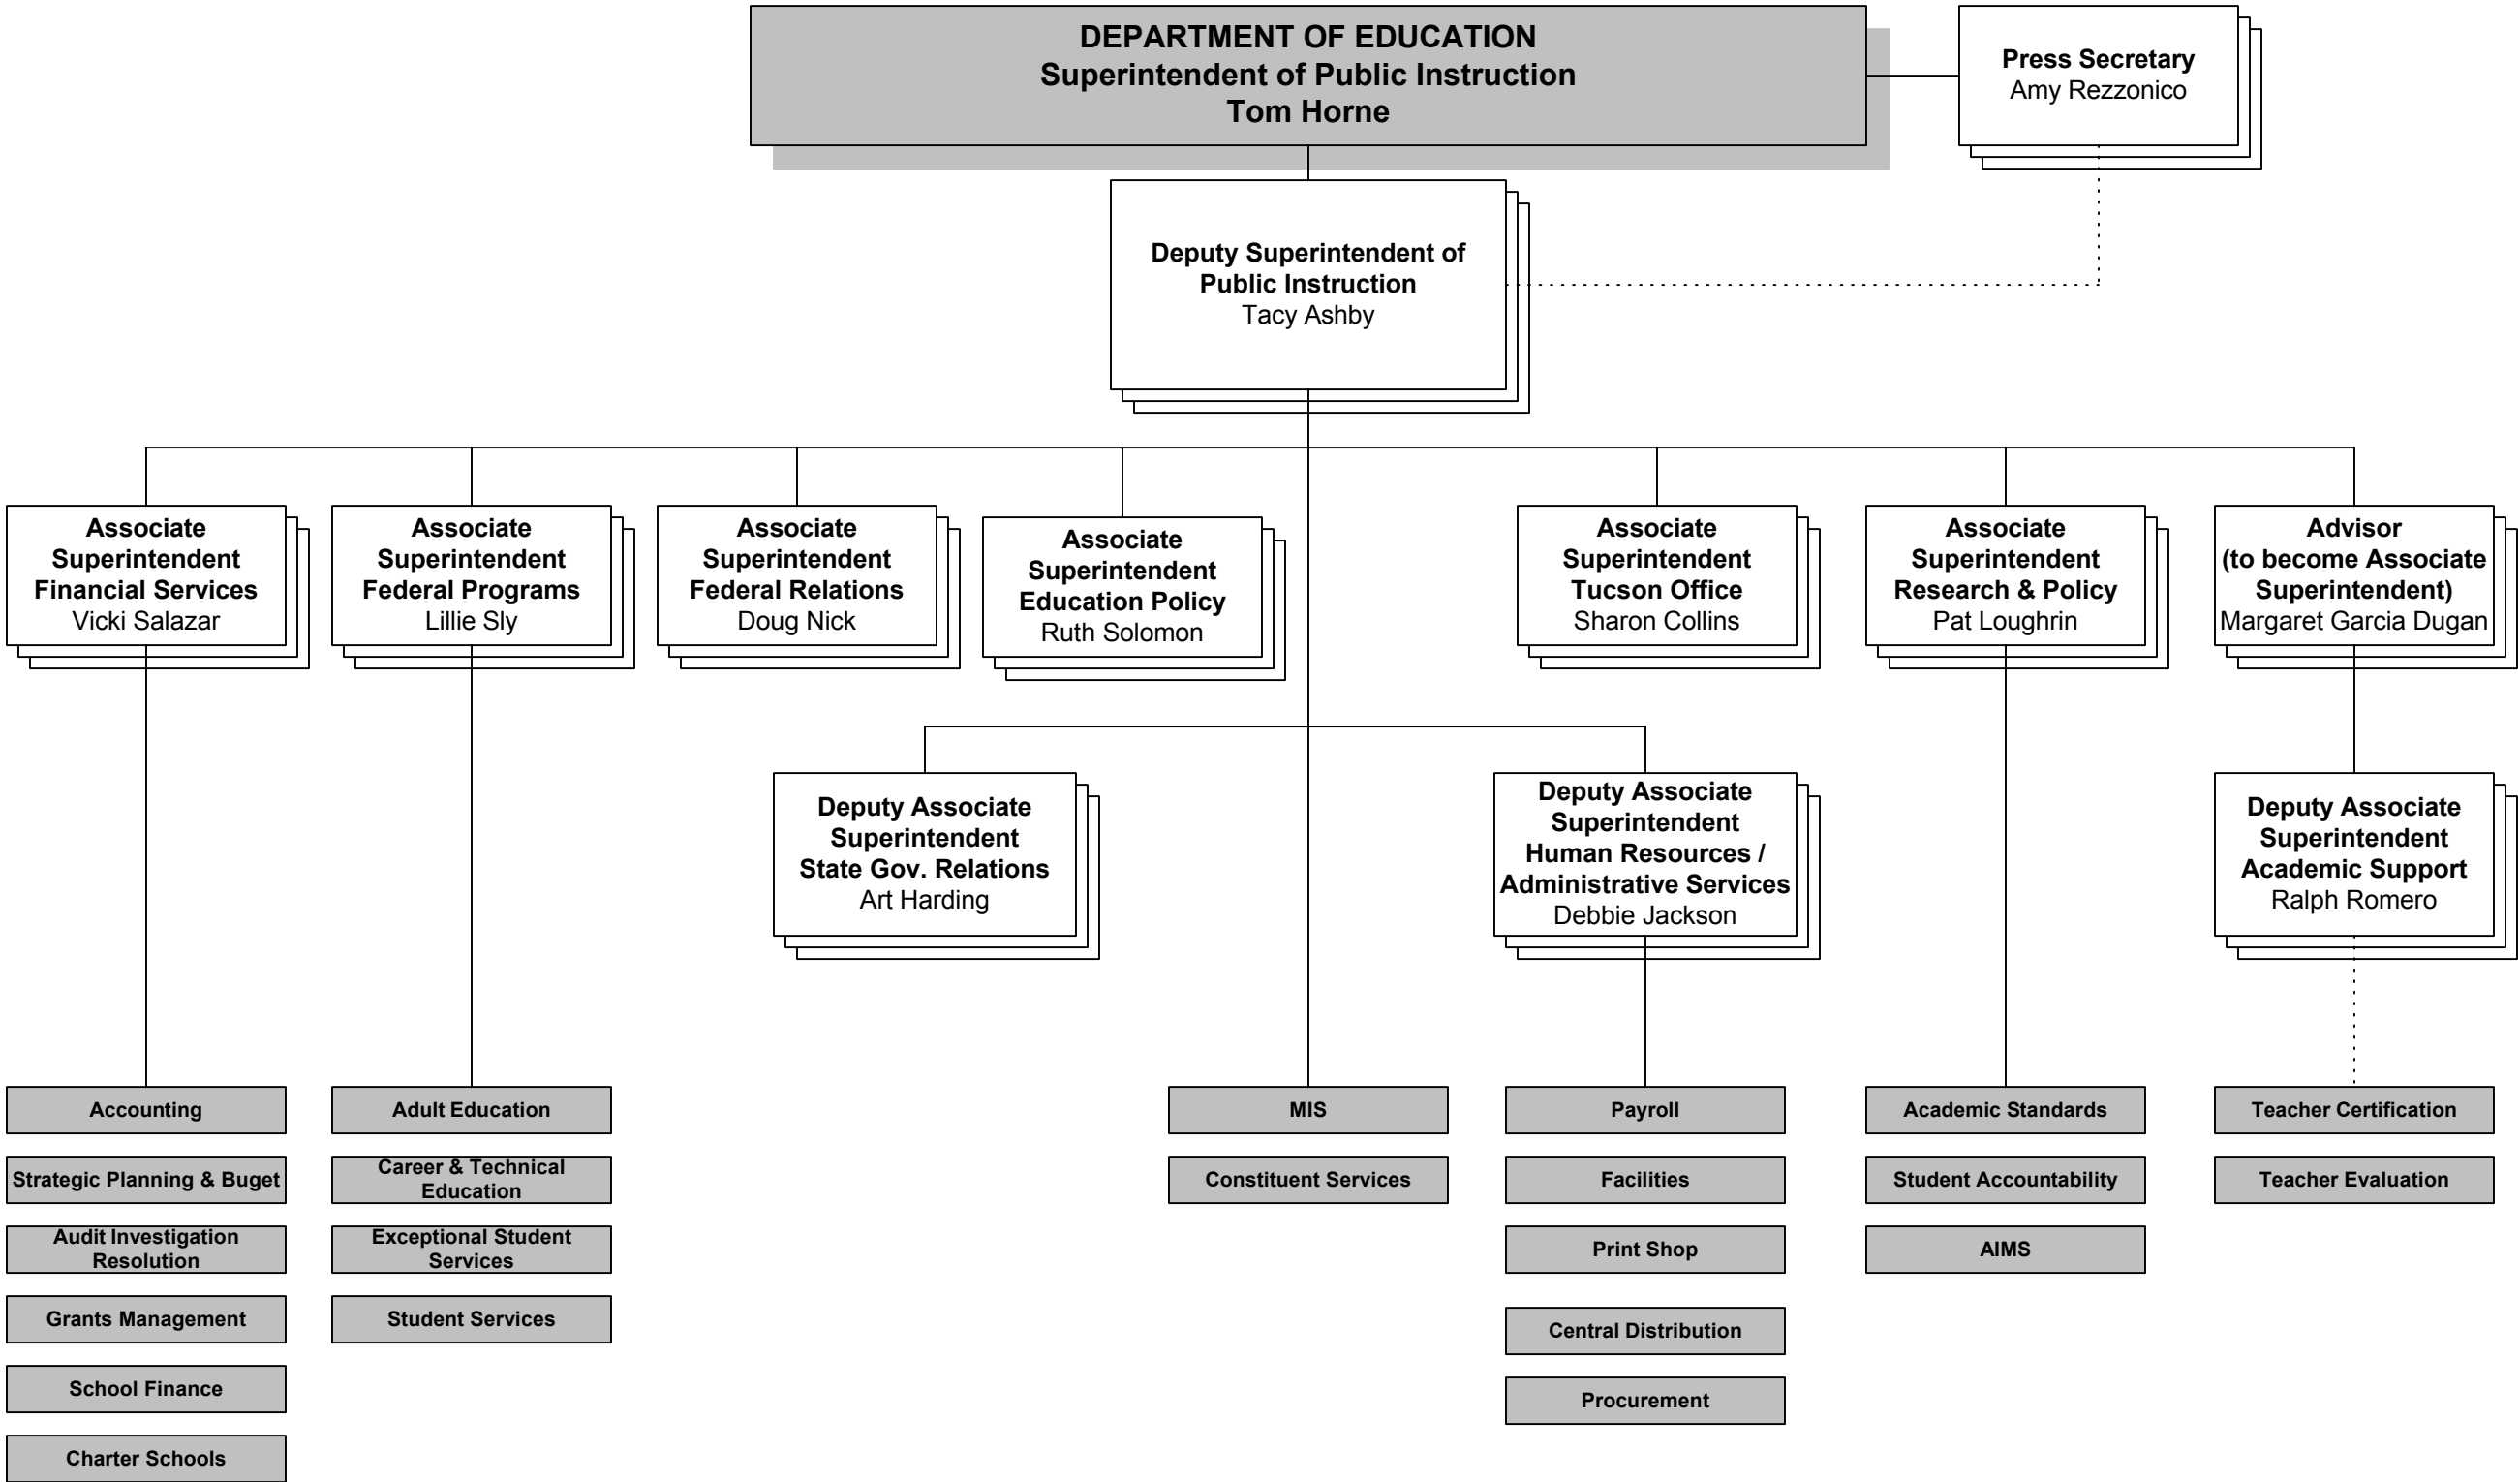 DEPARTMENT OF EDUCATION
Superintendent of Public Instruction
Tom Horne
Press Secretary
Amy Rezzonico
Deputy Superintendent of
Public Instruction
Tacy Ashby
Associate
Superintendent
Financial Services
Vicki Salazar
Associate
Superintendent
Federal Programs
Lillie Sly
Associate
Superintendent
Federal Relations
Doug Nick
Associate
Superintendent
Education Policy
Ruth Solomon
Associate
Superintendent
Tucson Office
Sharon Collins
Associate
Superintendent
Research & Policy
Pat Loughrin
Advisor
(to become Associate
Superintendent)
Margaret Garcia Dugan
Deputy Associate
Superintendent
State Gov. Relations
Art Harding
Deputy Associate
Superintendent
Human Resources /
Administrative Services
Debbie Jackson
Deputy Associate
Superintendent
Academic Support
Ralph Romero
Accounting
Strategic Planning & Buget
Audit Investigation
Resolution
Grants Management
School Finance
Charter Schools
Adult Education
Career & Technical
Education
Exceptional Student
Services
Student Services
MIS
Constituent Services
Payroll
Facilities
Print Shop
Central Distribution
Procurement
Academic Standards
Student Accountability
AIMS
Teacher Certification
Teacher Evaluation